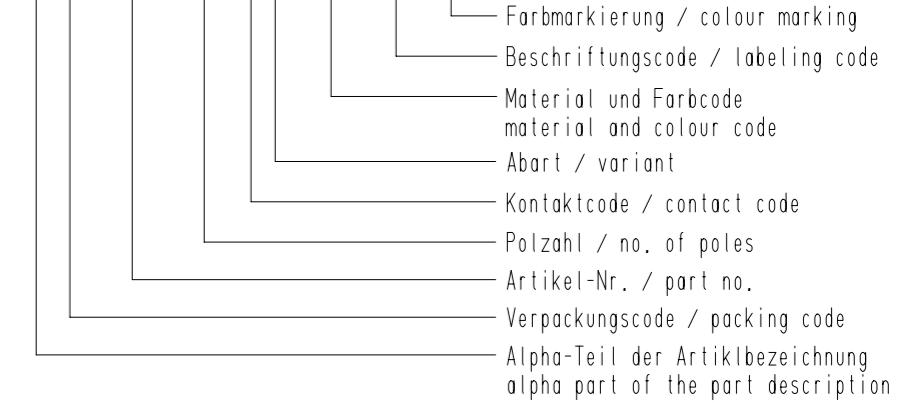 Farbmarkierung / colour marking
Beschriftungscode / labeling code
Material und Farbcode
material and colour code
Abart / variant
Kontaktcode / contact code
Polzahl / no. of poles
Artikel-Nr. / part no.
Verpackungscode / packing code
Alpha-Teil der Artiklbezeichnung
alpha part of the part description